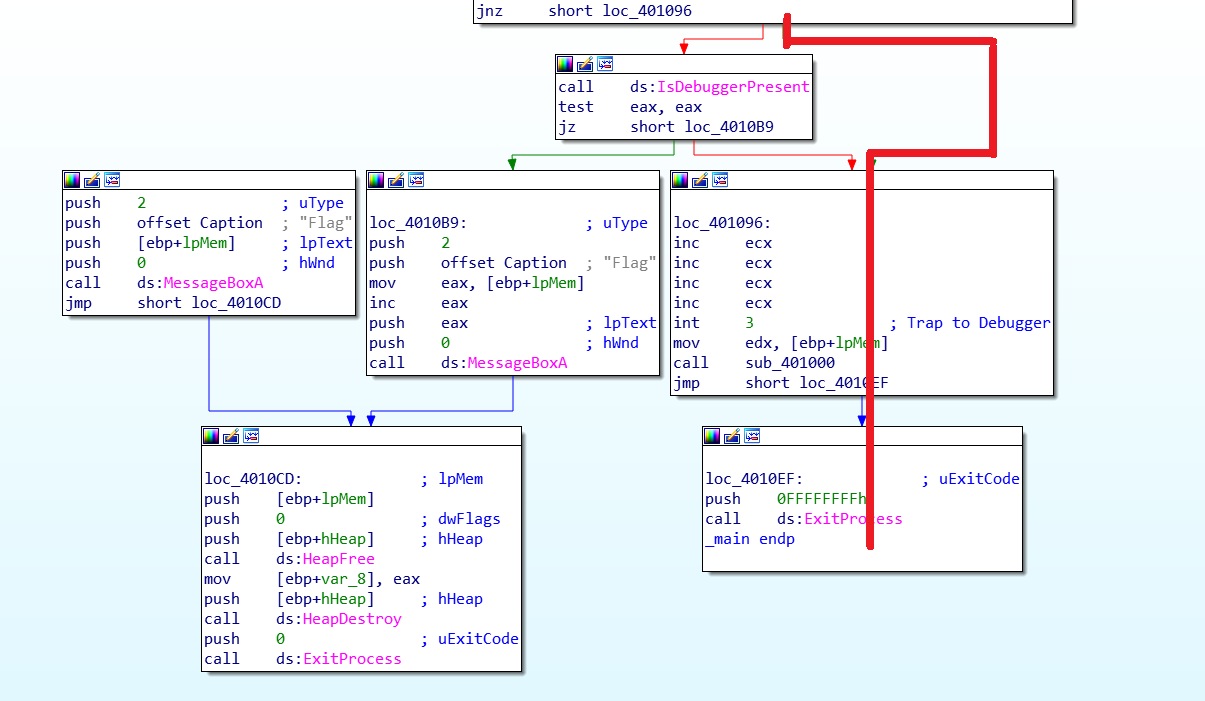 jnz short loc_401096
call ds:IsDebuggerPresent
test eax, eax
jz short loc_4010B9
push 2 ; uType
push offset Caption ; "Flag"
push [ebp+lpMem] ; lpText
push 0 ; hWnd
call ds:MessageBoxA
jmp short loc_4010CD
loc_4010B9: ; uType
push 2
push offset Caption ; "Flag"
mov eax, [ebp+lpMem]
inc eax
push eax ; lpText
push 0 ; hWnd
call ds:MessageBoxA
loc_401096:
inc ecx
inc ecx
inc ecx
inc ecx
int 3 ; Trap to Debugger
mov edx, [ebp+lpMem]
call sub_401000
jmp short loc_4010EF
loc_4010CD: ; lpMem
push [ebp+lpMem]
push 0 ; dwFlags
push [ebp+hHeap] ; hHeap
call ds:HeapFree
mov [ebp+var_8], eax
push [ebp+hHeap] ; hHeap
call ds:HeapDestroy
push 0 ; uExitCode
call ds:ExitProcess
loc_4010EF: ; uExitCode
push 0FFFFFFFFh
call ds:ExitProcess
_main endp